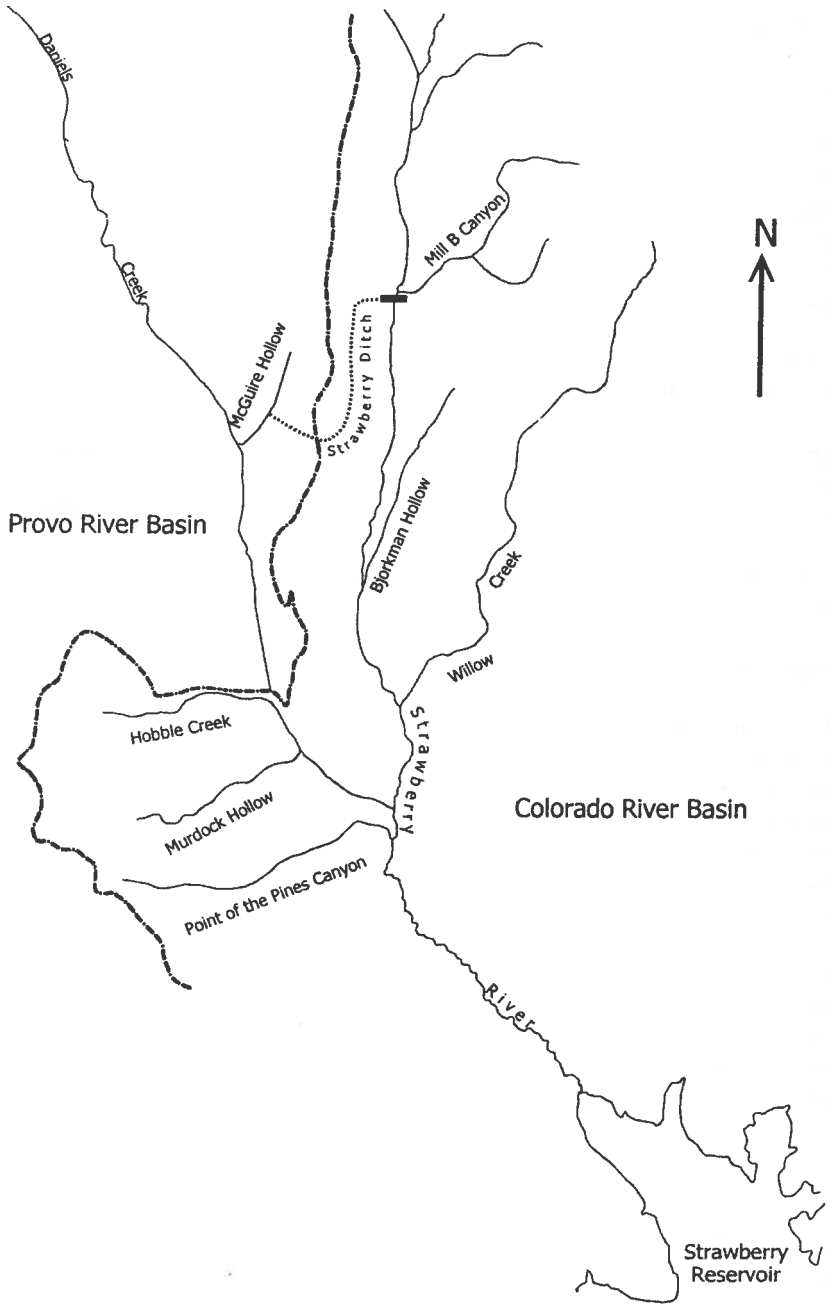 Daniels
Creek
Mill B Canyon
N
Strawberry Ditch
McGuire Hollow
Bjorkman Hollow
Provo River Basin
Creek
Willow
Hobble Creek
Strawberry
Murdock Hollow
Colorado River Basin
Point of the Pines Canyon
River
Strawberry
Reservoir